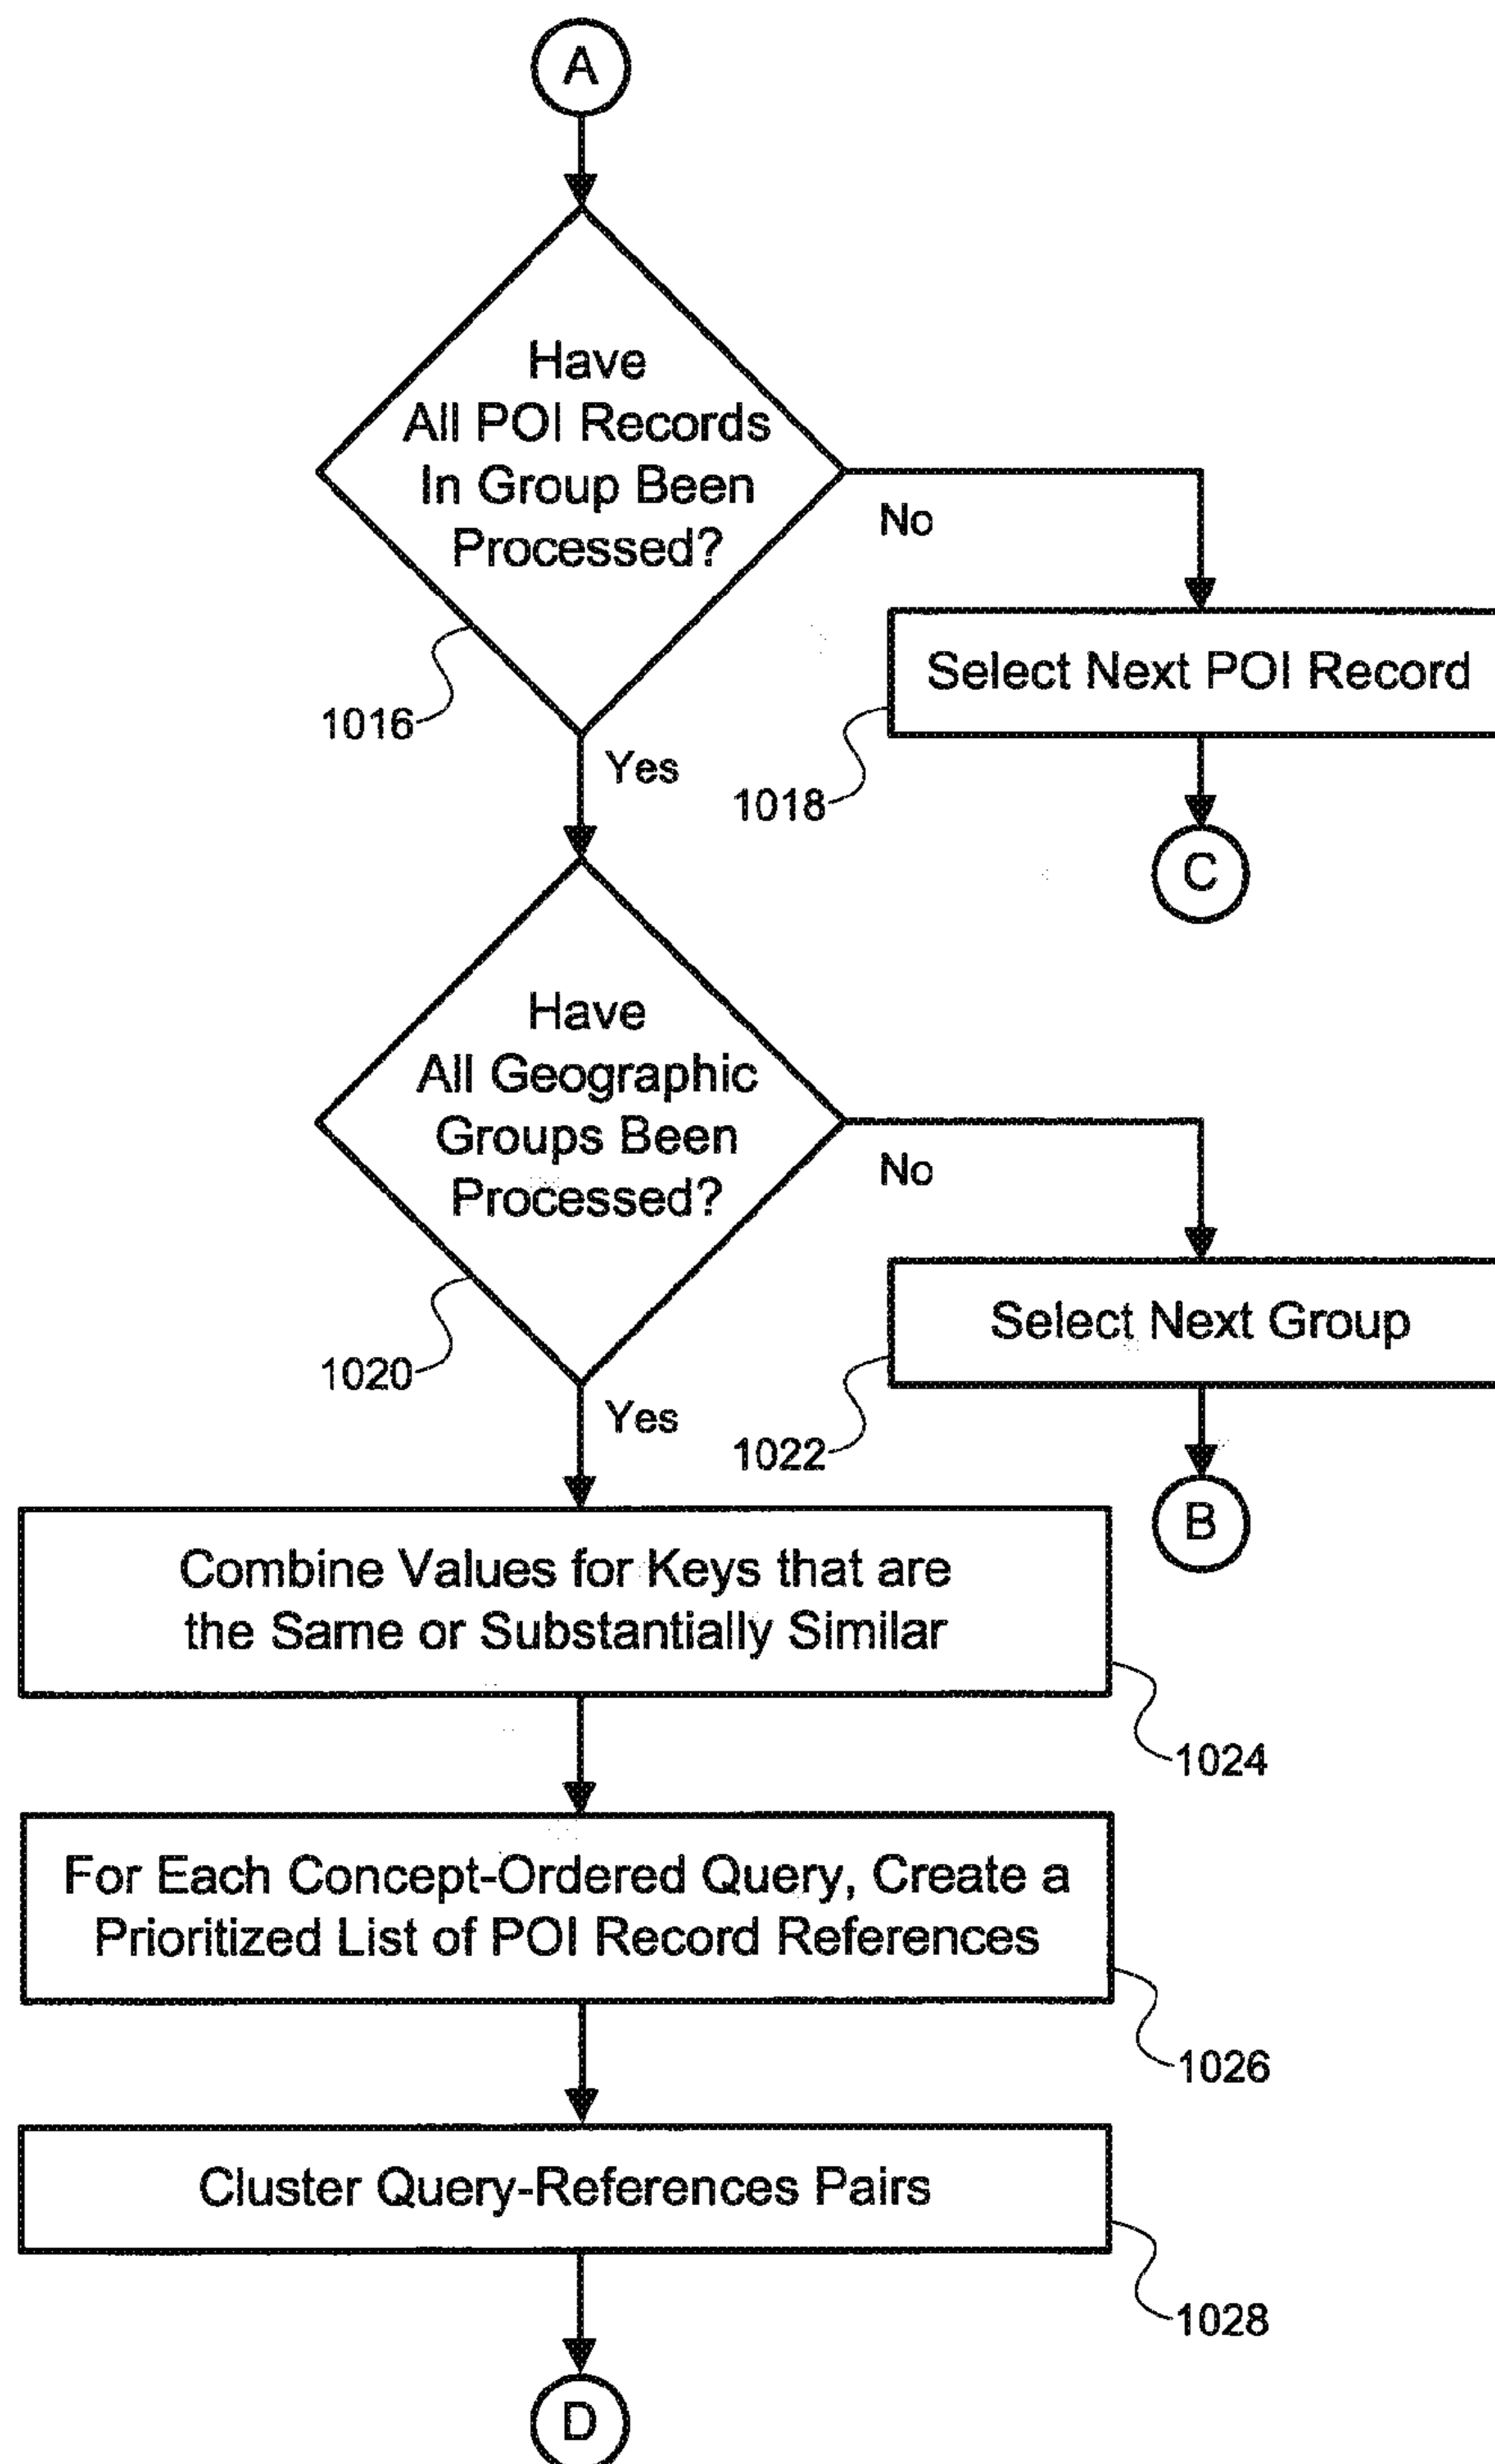 A
Have
All POI Records
In Group Been
Processed?
No
1016
Yes
Select Next POI Record
1018
C
Have
All Geographic
Groups Been
Processed?
No
1020
Yes
Select Next Group
1022
B
Combine Values for Keys that are
the Same or Substantially Similar
1024
For Each Concept-Ordered Query, Create a
Prioritized List of POI Record References
1026
Cluster Query-References Pairs
1028
D